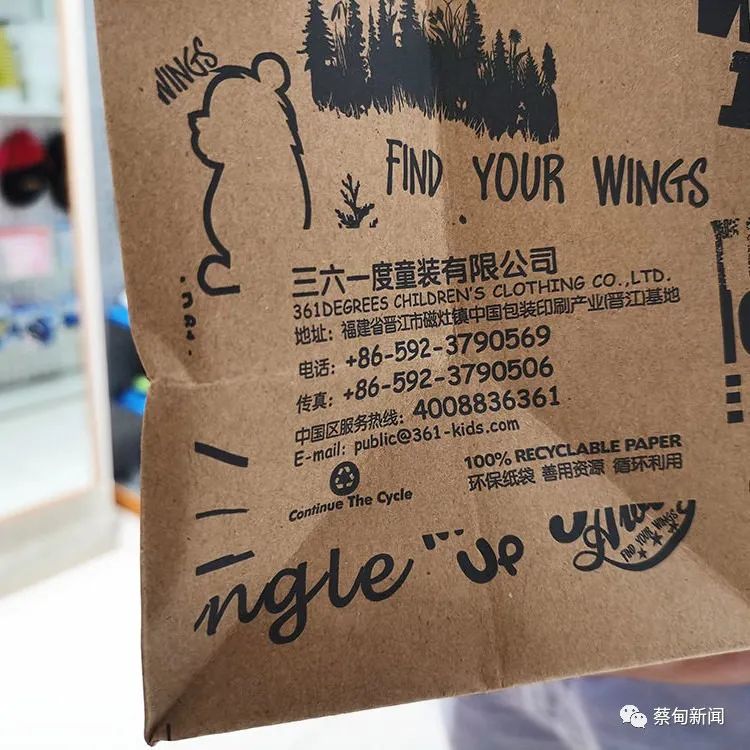 WINGS
FIND YOUR WINGS
三六一度童装有限公司
361DEGREES CHILDREN'S CLOTHING CO.,LTD.
地址：福建省晋江市磁灶镇中国包装印刷产业(晋江)基地
电话：+86-592-3790569
传真：+86-592-3790506
中国区服务热线：4008836361
E-mail：public@361-kids.com
100% RECYCLABLE PAPER
环保纸袋 善用资源 循环利用
Continue The Cycle
ngle
UP
FIND YOUR WINGS
蔡甸新闻